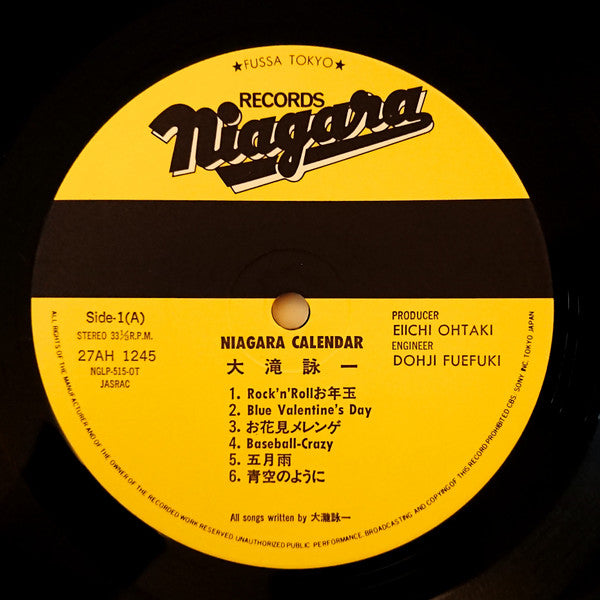 ★FUSSA TOKYO★
RECORDS
Niagara
Side-1(A)
STEREO 33⅓R.P.M.
27AH 1245
NGLP-515-OT
JASRAC
PRODUCER
EIICHI OHTAKI
ENGINEER
DOHJI FUEFUKI
NIAGARA CALENDAR
大滝詠一
1. Rock'n'Rollお年玉
2. Blue Valentine's Day
3. お花見メレンゲ
4. Baseball-Crazy
5. 五月雨
6. 青空のように
All songs written by 大瀧詠一
ALL RIGHTS OF THE MANUFACTURER AND OF THE OWNER OF THE RECORDED WORK RESERVED. UNAUTHORIZED PUBLIC PERFORMANCE, BROADCASTING AND COPYING OF THIS RECORD PROHIBITED. CBS/SONY INC. TOKYO JAPAN